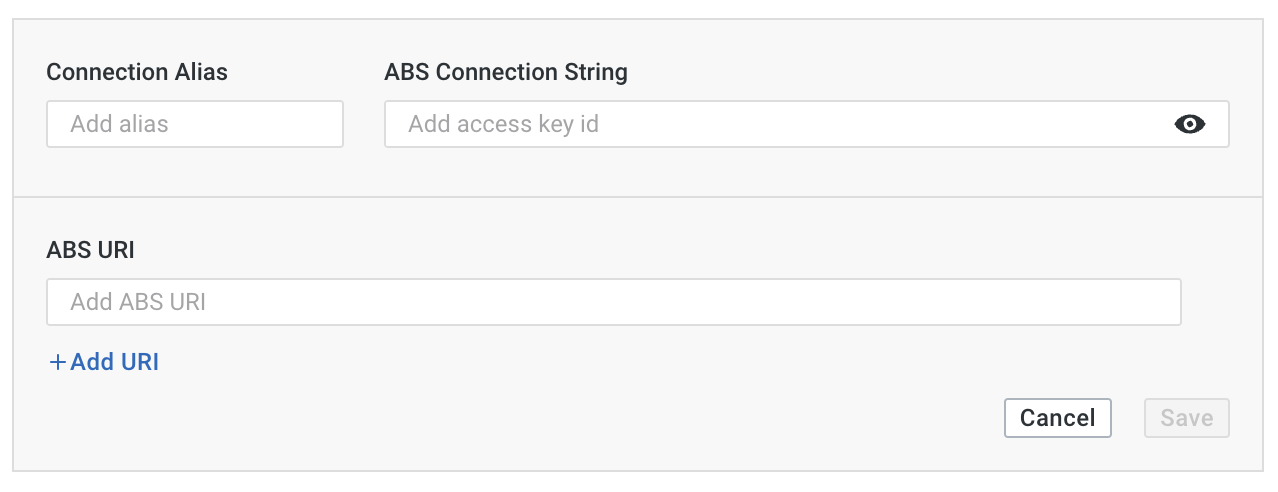 Connection Alias
ABS Connection String
Add alias
Add access key id
ABS URI
Add ABS URI
+Add URI
Cancel
Save